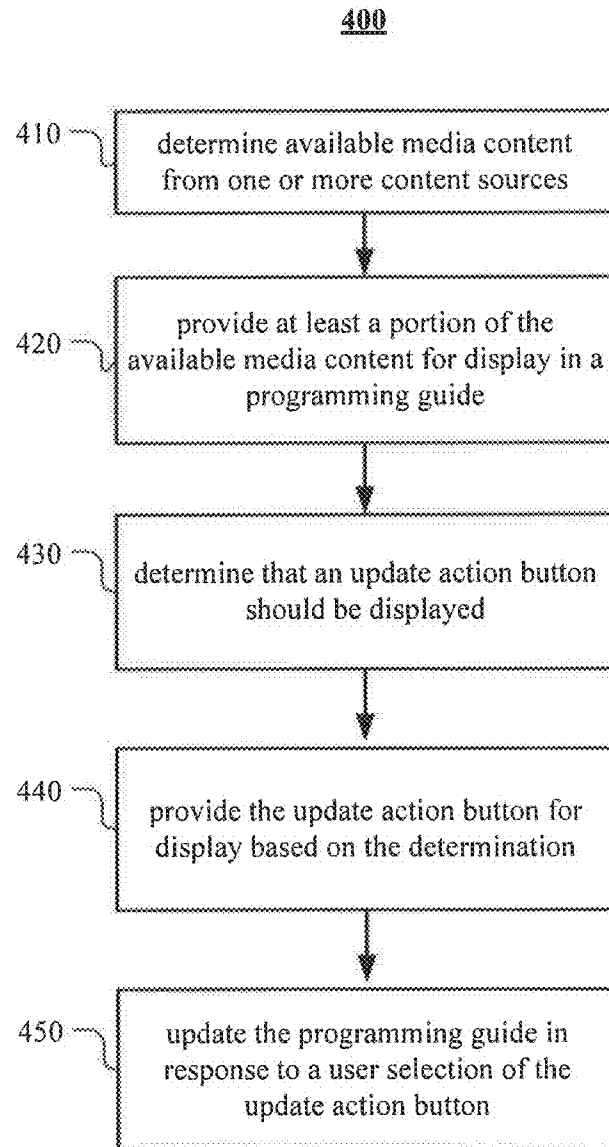 400
410
determine available media content
from one or more content sources
420
provide at least a portion of the
available media content for display in a
programming guide
430
determine that an update action button
should be displayed
440
provide the update action button for
display based on the determination
450
update the programming guide in
response to a user selection of the
update action button